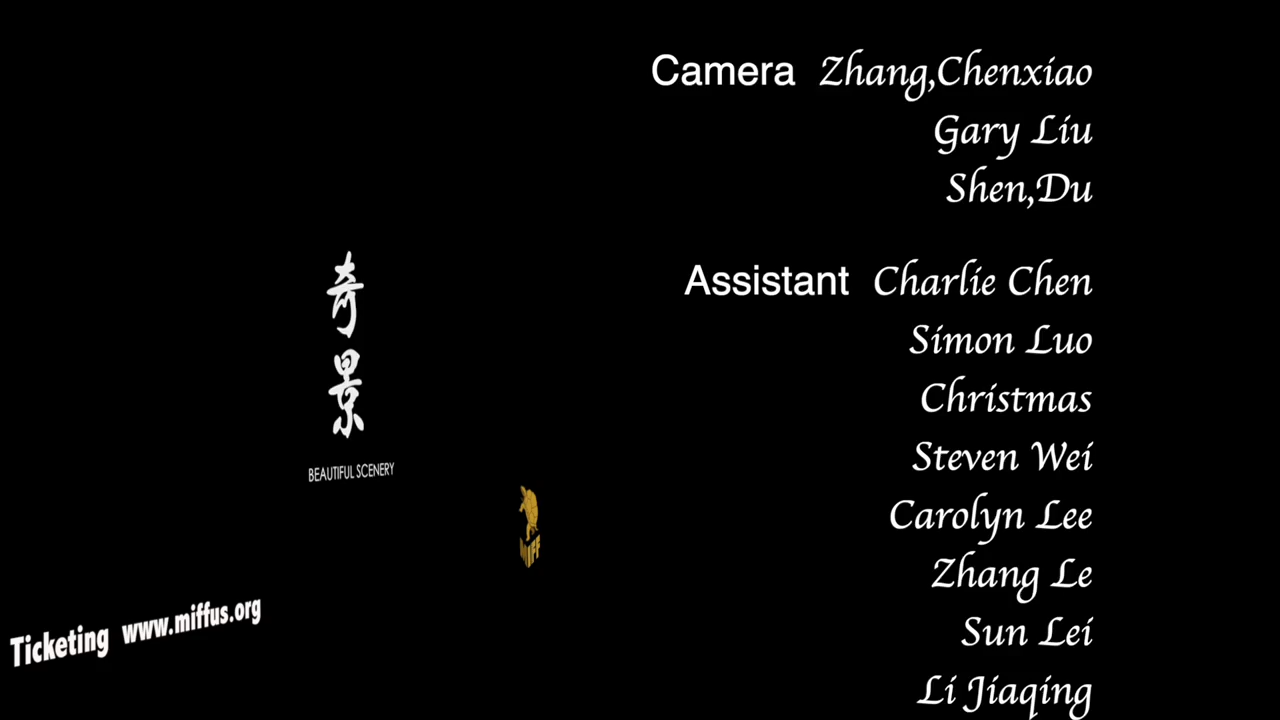 Camera Zhang,Chenxiao
Gary Liu
Shen,Du
Assistant Charlie Chen
Simon Luo
Christmas
Steven Wei
Carolyn Lee
Zhang Le
Sun Lei
Li Jiaqing
奇
景
BEAUTIFUL SCENERY
MIFF
Ticketing www.miffus.org